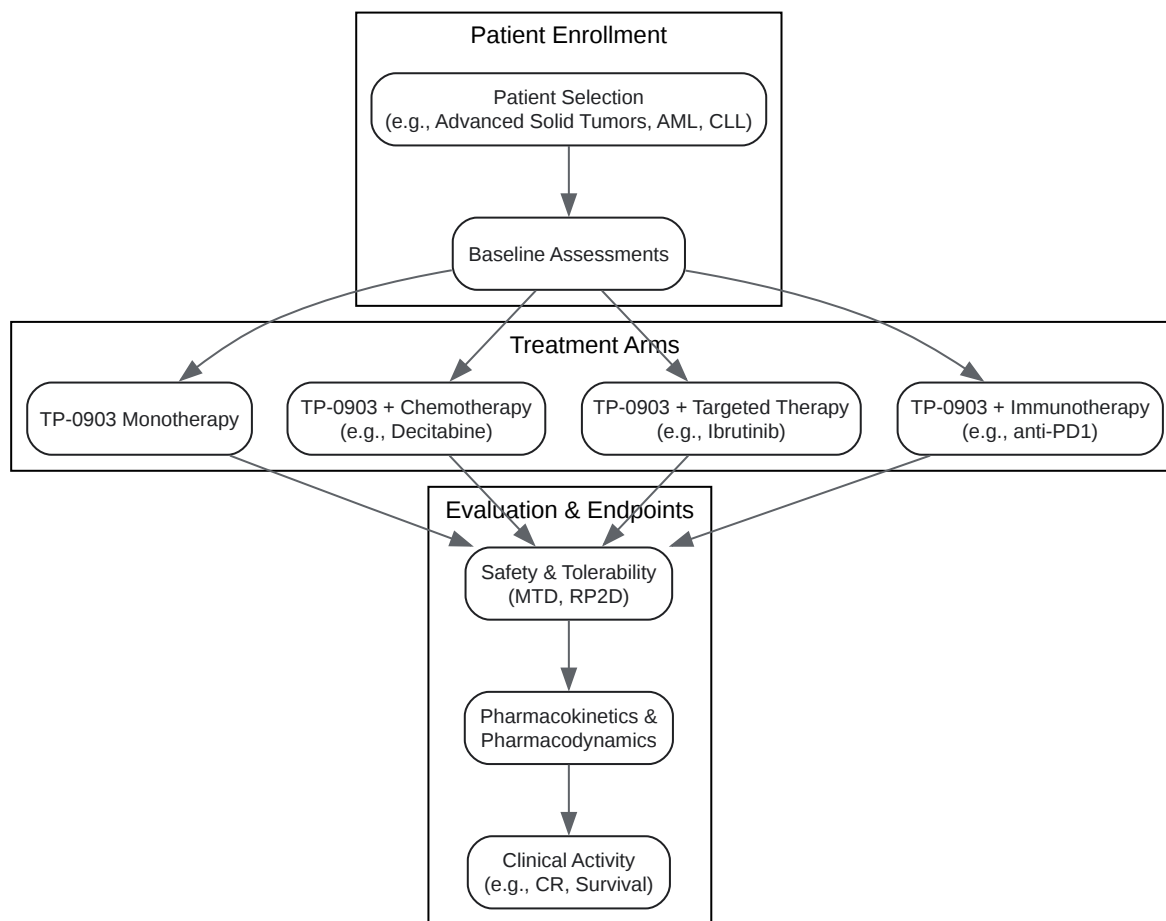 Patient Enrollment
Patient Selection
(e.g., Advanced Solid Tumors, AML, CLL)
Baseline Assessments
Treatment Arms
TP-0903 Monotherapy
TP-0903 + Chemotherapy
(e.g., Decitabine)
TP-0903 + Targeted Therapy
(e.g., Ibrutinib)
TP-0903 + Immunotherapy
(e.g., anti-PD1)
Evaluation & Endpoints
Safety & Tolerability
(MTD, RP2D)
Pharmacokinetics &
Pharmacodynamics
Clinical Activity
(e.g., CR, Survival)